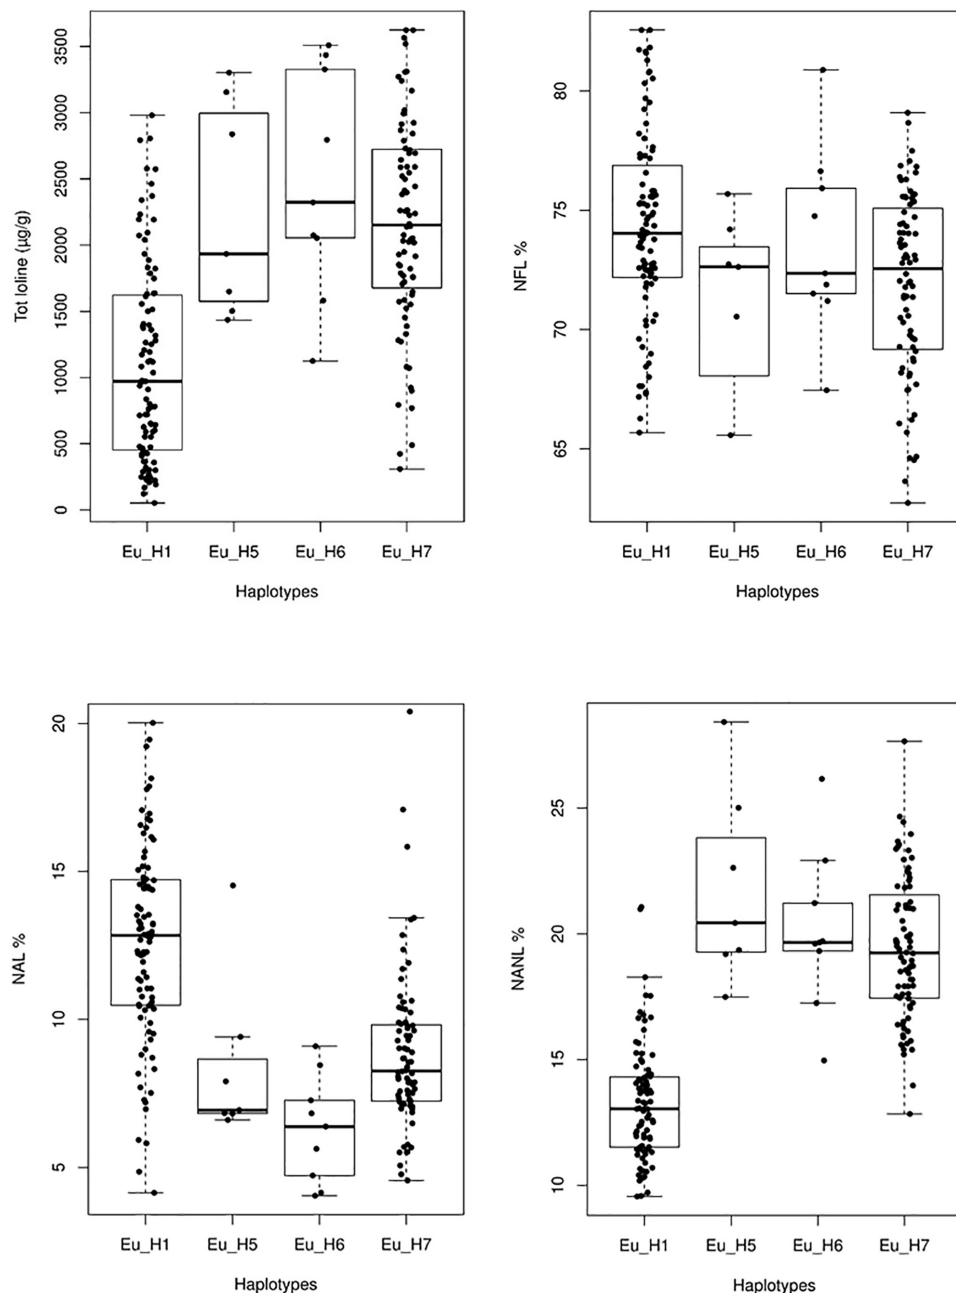 Tot loline (µg/g)
3500
3000
2500
2000
1500
1000
500
0
Eu_H1 Eu_H5 Eu_H6 Eu_H7
Haplotypes
NFL %
80
75
70
65
Eu_H1 Eu_H5 Eu_H6 Eu_H7
Haplotypes
NAL %
20
15
10
5
Eu_H1 Eu_H5 Eu_H6 Eu_H7
Haplotypes
NANL %
25
20
15
10
Eu_H1 Eu_H5 Eu_H6 Eu_H7
Haplotypes